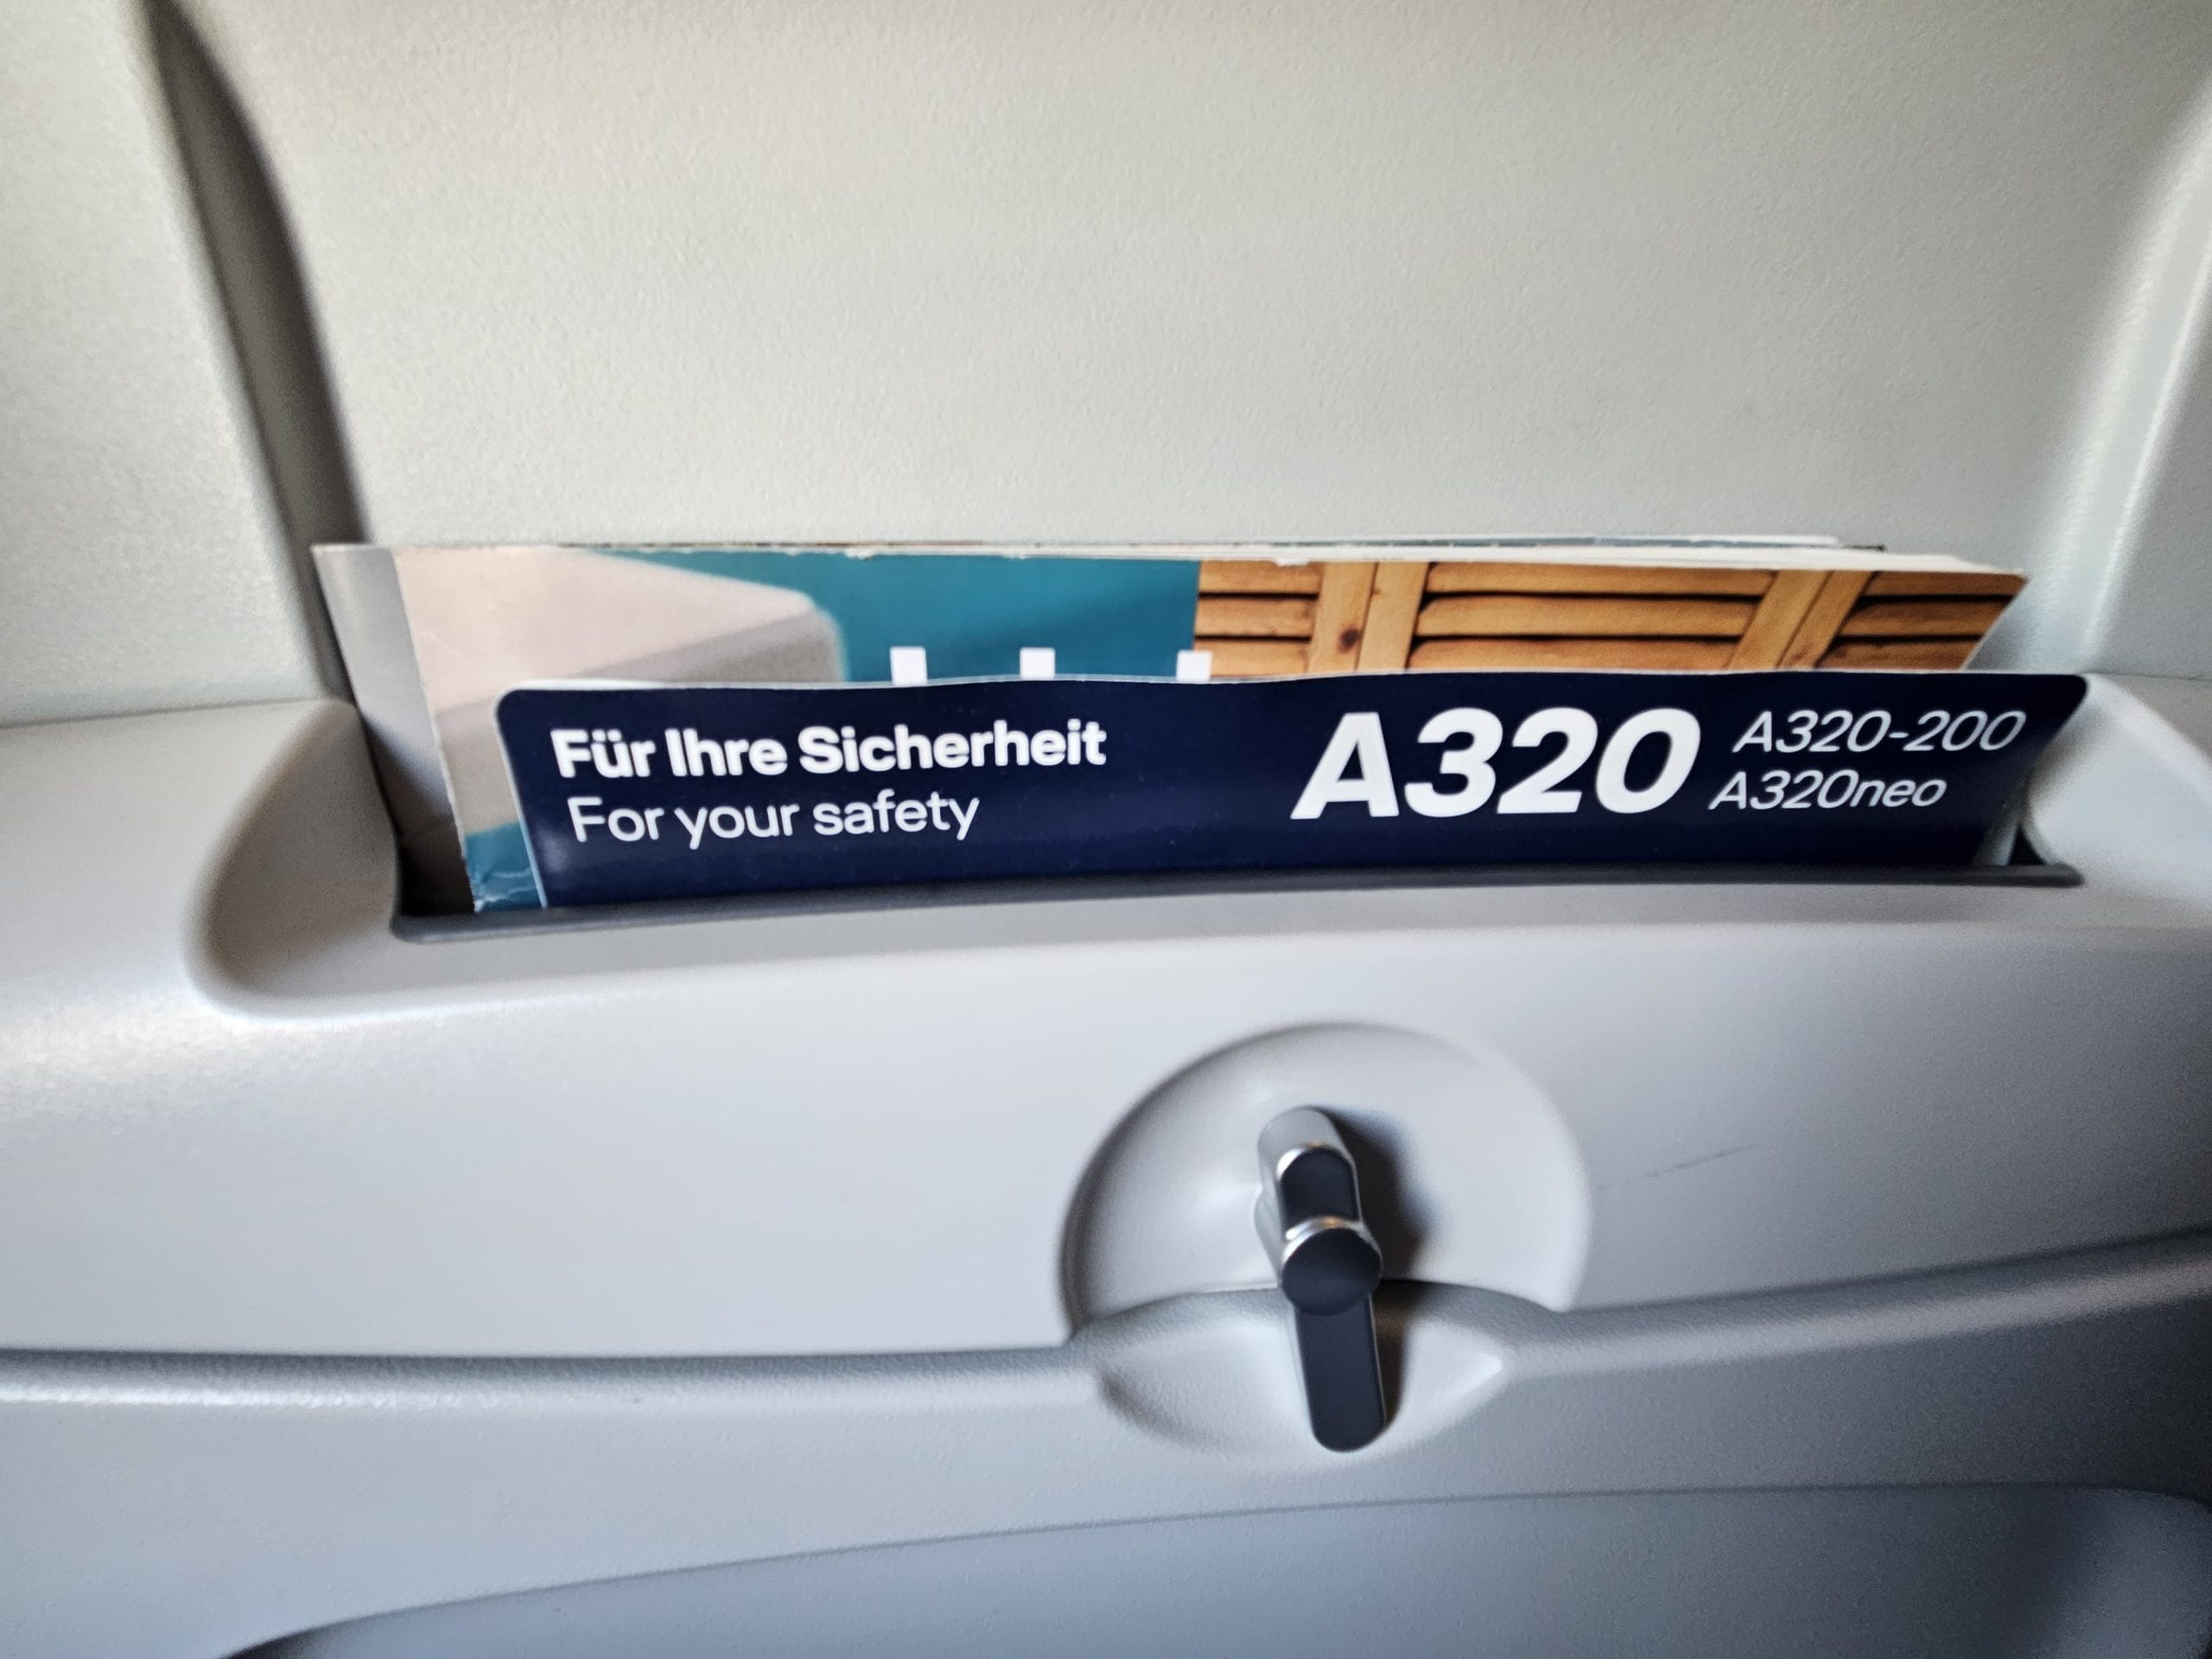 Für Ihre Sicherheit
For your safety
A320
A320-200
A320neo